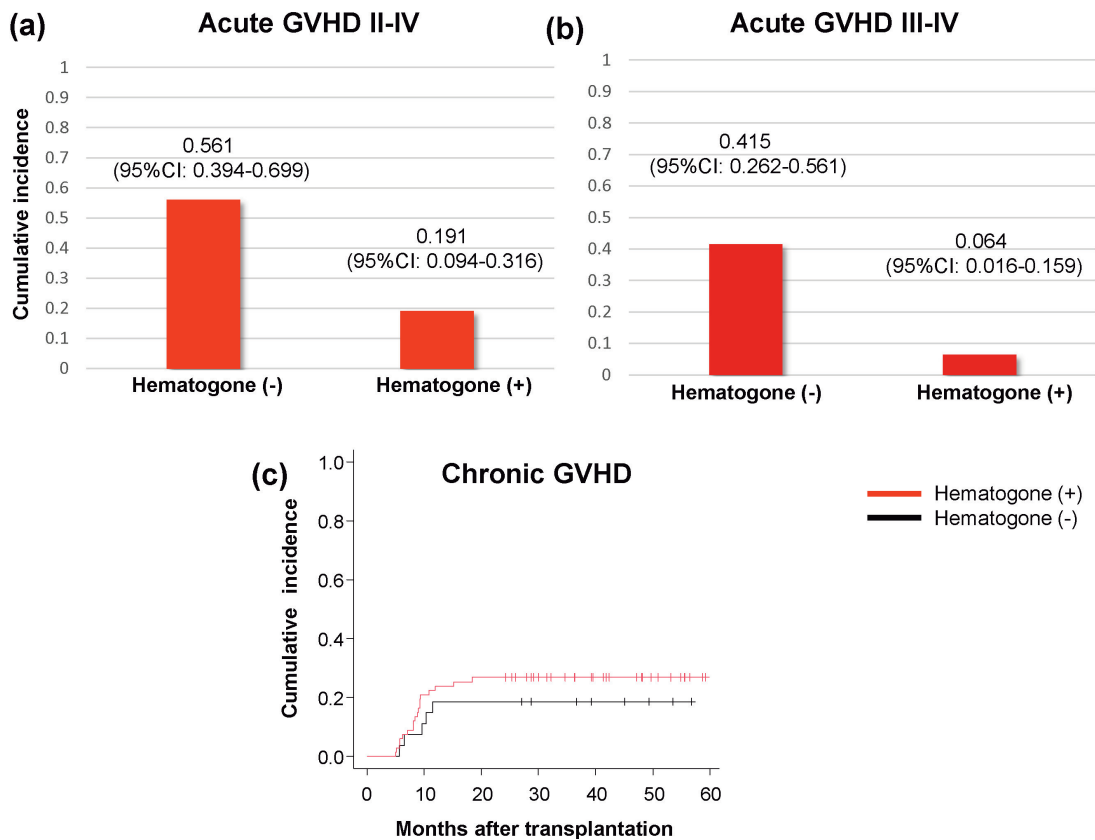 (a)
Acute GVHD II-IV
Cumulative incidence
1
0.9
0.8
0.7
0.6
0.5
0.4
0.3
0.2
0.1
0
0.561
(95%CI: 0.394-0.699)
0.191
(95%CI: 0.094-0.316)
Hematogone (-)
Hematogone (+)
(b)
Acute GVHD III-IV
1
0.9
0.8
0.7
0.6
0.5
0.4
0.3
0.2
0.1
0
0.415
(95%CI: 0.262-0.561)
0.064
(95%CI: 0.016-0.159)
Hematogone (-)
Hematogone (+)
(c)
Chronic GVHD
Cumulative incidence
1.0
0.8
0.6
0.4
0.2
0.0
0 10 20 30 40 50 60
Months after transplantation
Hematogone (+)
Hematogone (-)